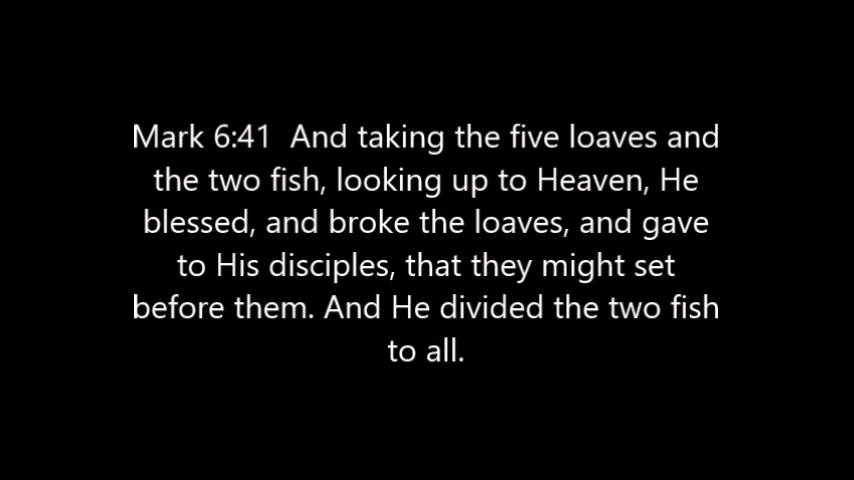 Mark 6:41  And taking the five loaves and
the two fish, looking up to Heaven, He
blessed, and broke the loaves, and gave
to His disciples, that they might set
before them. And He divided the two fish
to all.